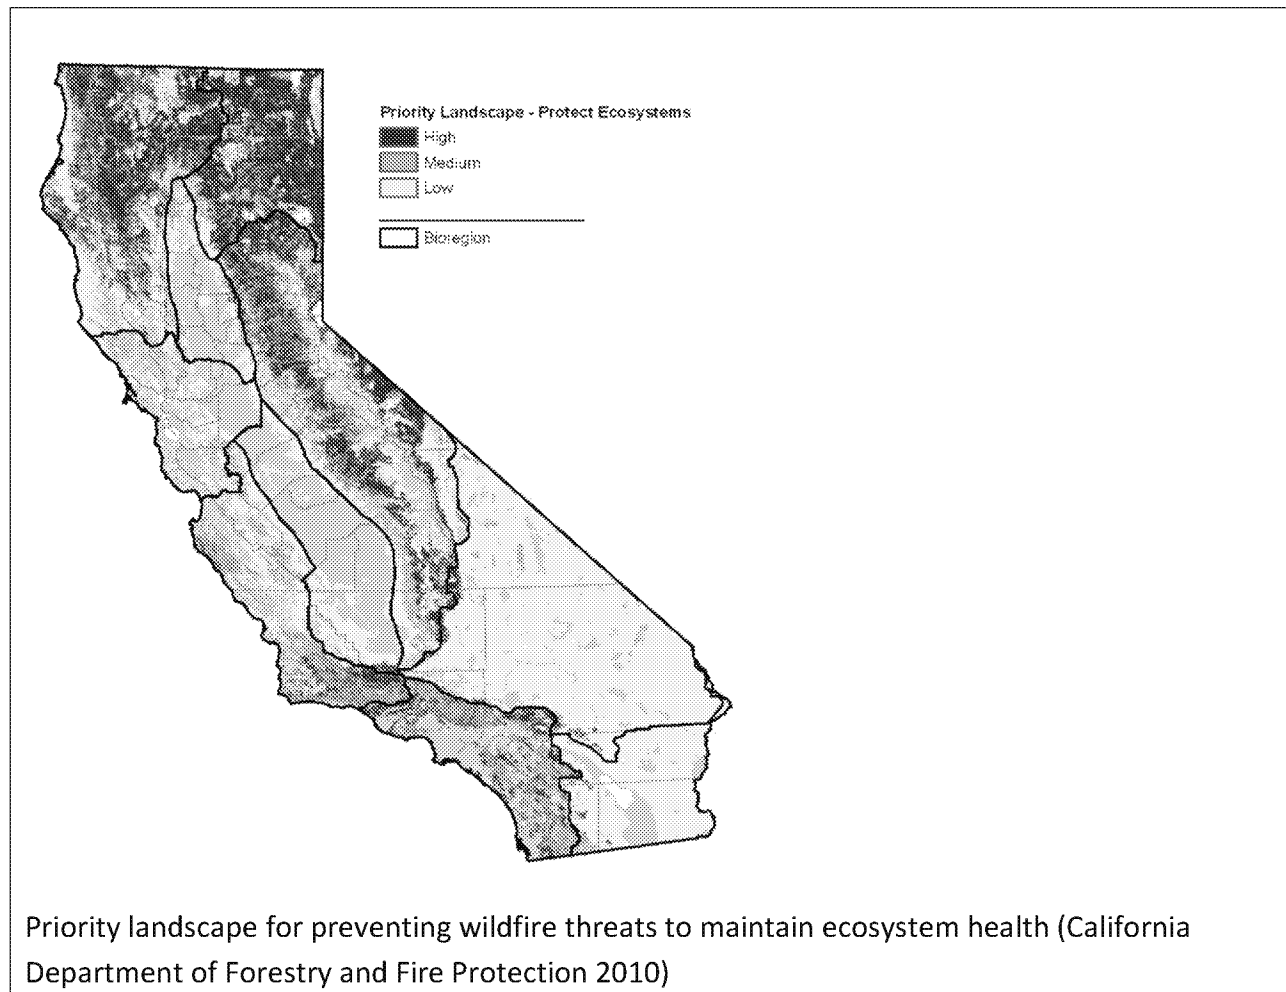 Priority Landscape - Protect Ecosystems
High
Medium
Low
Bioregion
Priority landscape for preventing wildfire threats to maintain ecosystem health (California
Department of Forestry and Fire Protection 2010)